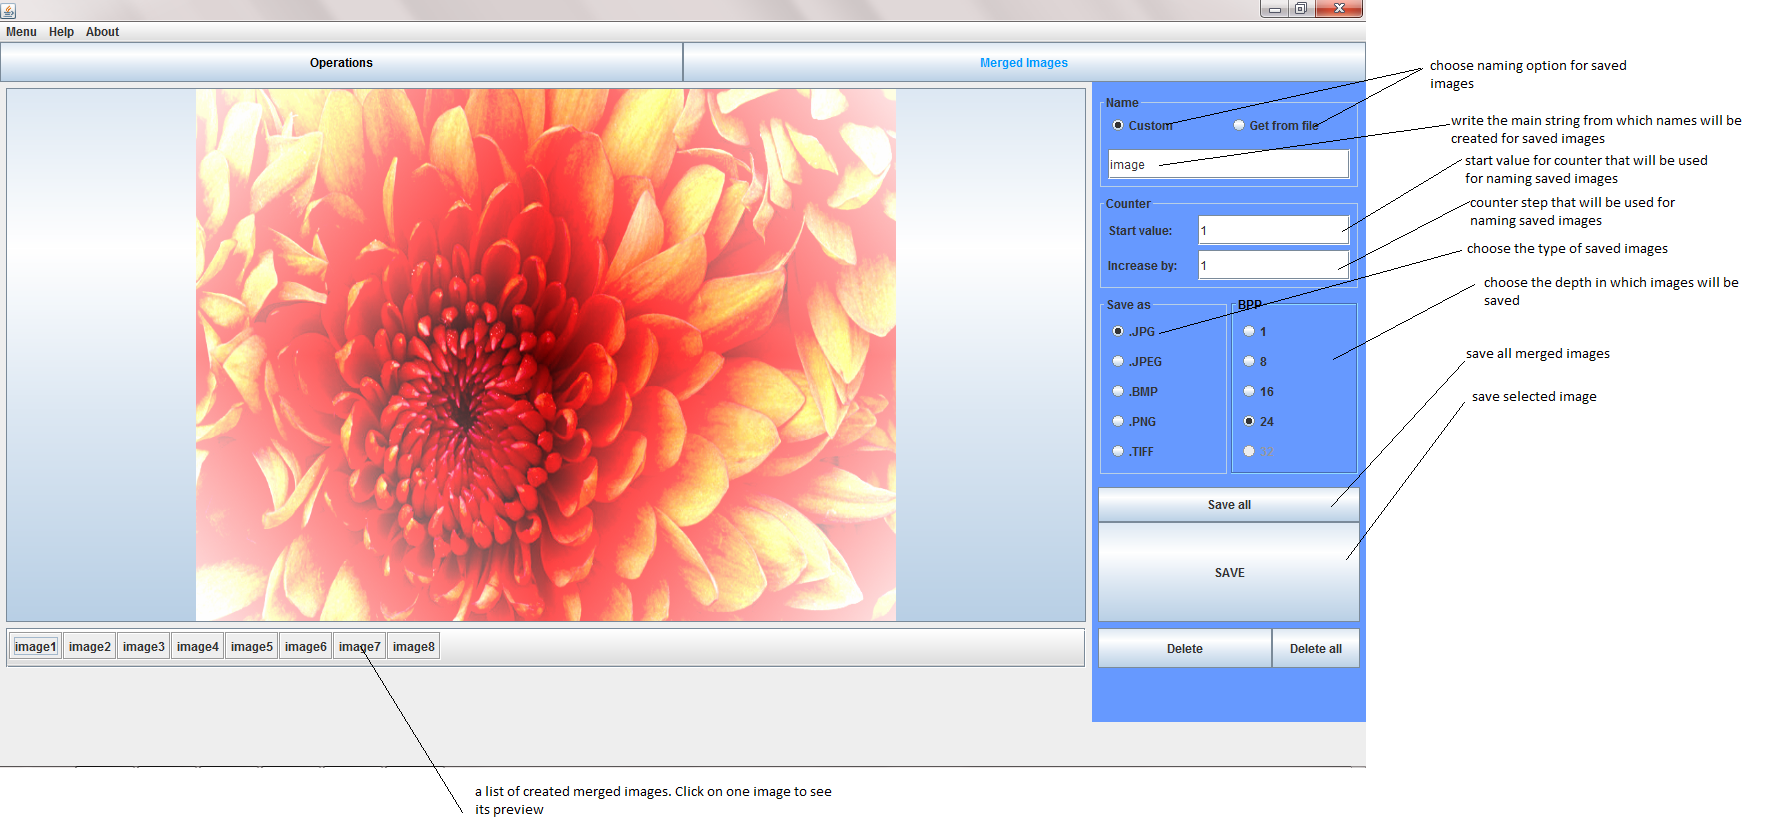 Menu Help About
Operations
Merged Images
choose naming option for saved
images
Name
Custom
Get from file
write the main string from which names will be
created for saved images
image
start value for counter that will be used
for naming saved images
Counter
counter step that will be used for
naming saved images
Start value:
1
choose the type of saved images
Increase by:
1
choose the depth in which images will be
saved
Save as
BPP
.JPG
1
.JPEG
8
save all merged images
.BMP
16
save selected image
.PNG
24
.TIFF
32
Save all
SAVE
image1 image2 image3 image4 image5 image6 image7 image8
Delete
Delete all
a list of created merged images. Click on one image to see
its preview